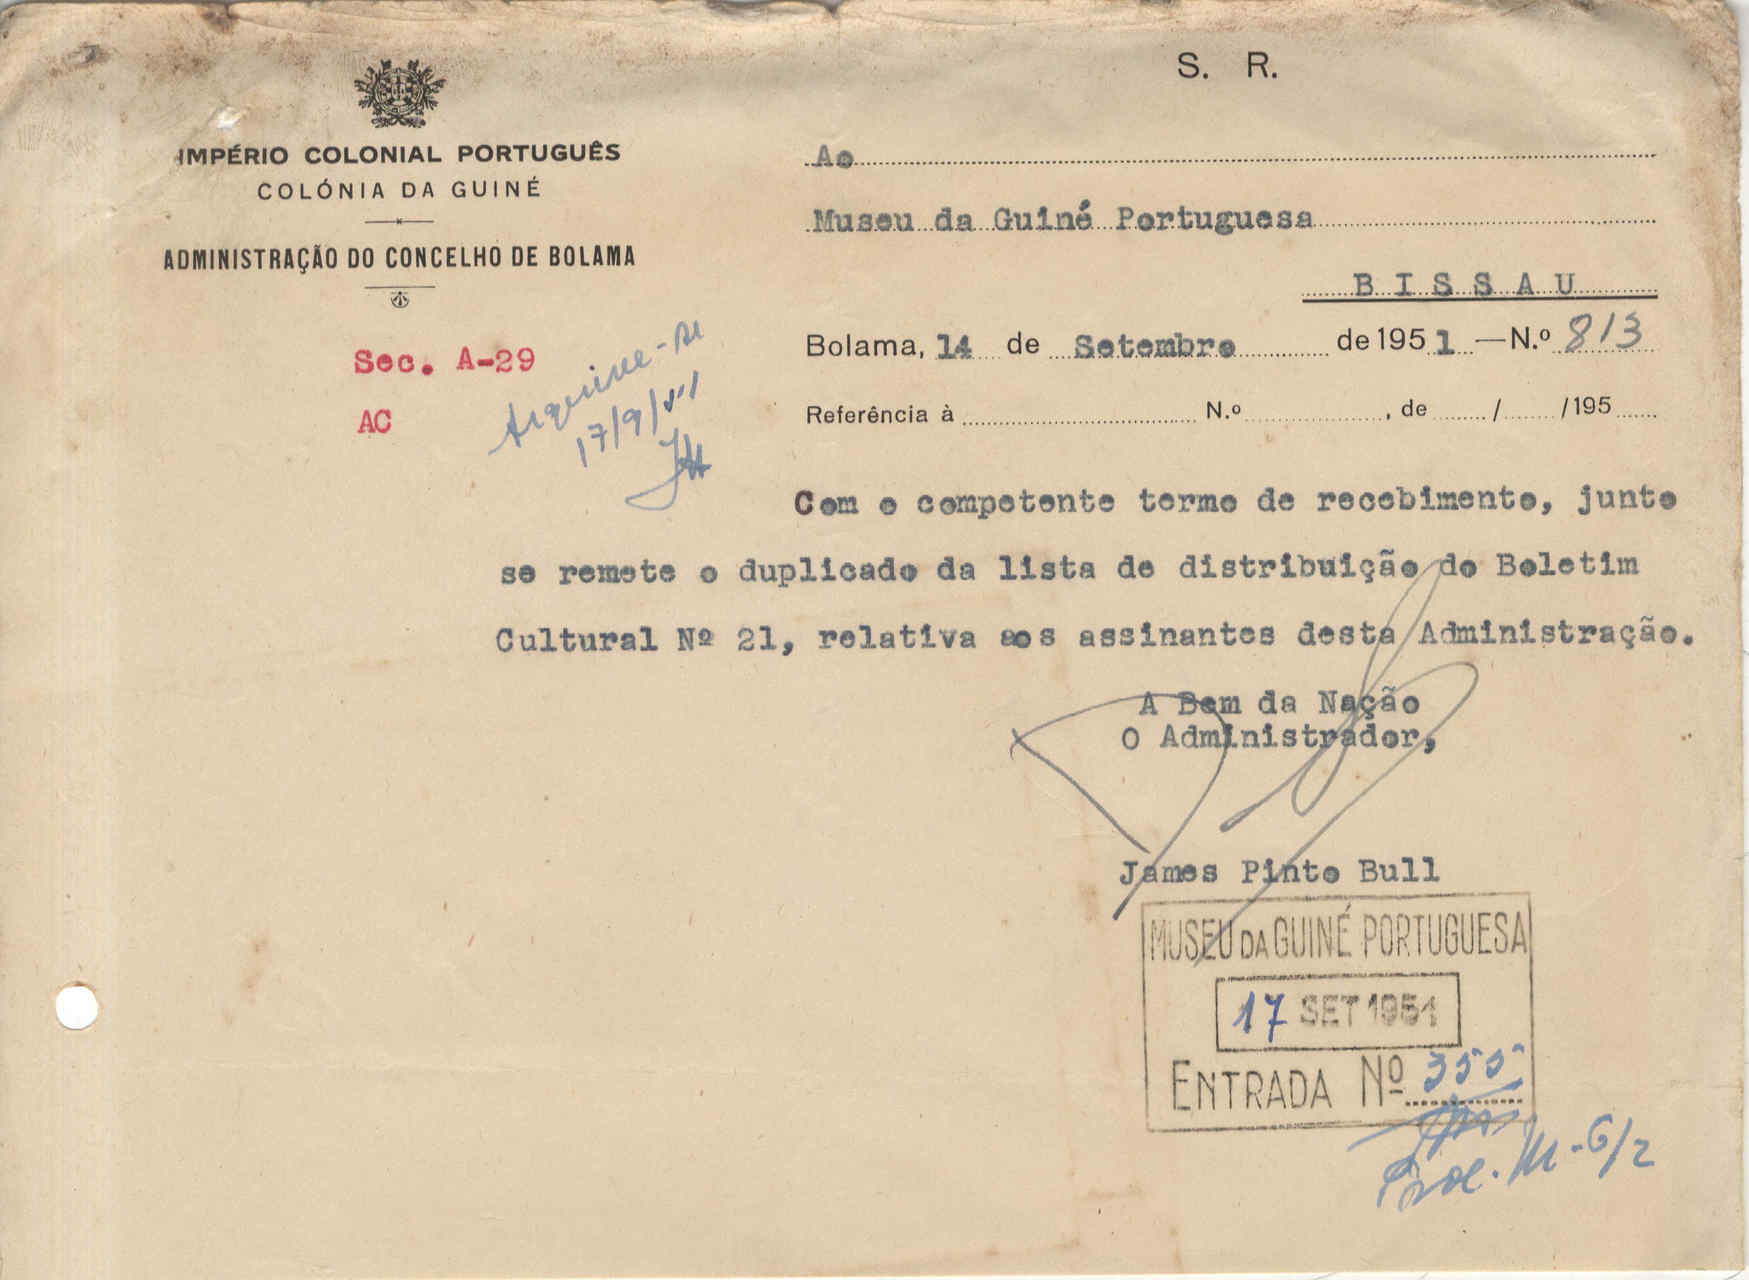 S. R.
IMPÉRIO COLONIAL PORTUGUÊS
COLÓNIA DA GUINÉ
ADMINISTRAÇÃO DO CONCELHO DE BOLAMA
Ao
Museu da Guiné Portuguesa
BISSAU
Bolama, 14 de Setembro de 1951 — N.º 813
Referência à N.º , de / /195
Sec. A-29
AC
Arquive-se
17/9/51
Com o competente termo de recebimento, junto
se remete o duplicado da lista de distribuição do Boletim
Cultural Nº 21, relativa aos assinantes desta Administração.
A Bem da Nação
O Administrador,
James Pinto Bull
MUSEU DA GUINÉ PORTUGUESA
17 SET 1951
ENTRADA Nº 355
Proc. M-6/2